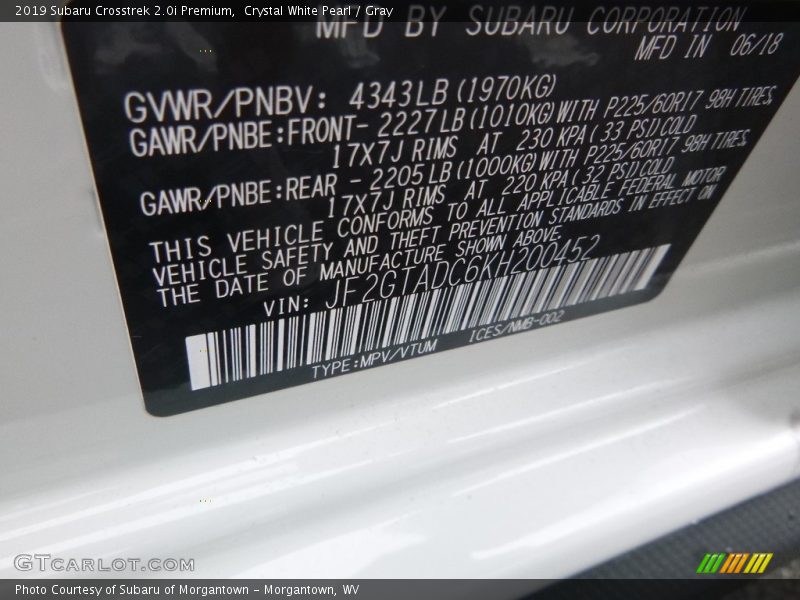 2019 Subaru Crosstrek 2.0i Premium,  Crystal White Pearl / Gray
MFD BY SUBARU CORPORATION
MFD IN 06/18
GVWR/PNBV: 4343LB(1970KG)
GAWR/PNBE:FRONT- 2227LB(1010KG)WITH P225/60R17 98H TIRES,
17X7J RIMS AT 230 KPA(33 PSI)COLD
GAWR/PNBE:REAR - 2205LB(1000KG)WITH P225/60R17 98H TIRES,
17X7J RIMS AT 220 KPA(32 PSI)COLD
THIS VEHICLE CONFORMS TO ALL APPLICABLE FEDERAL MOTOR
VEHICLE SAFETY AND THEFT PREVENTION STANDARDS IN EFFECT ON
THE DATE OF MANUFACTURE SHOWN ABOVE.
VIN: JF2GTADC6KH200452
TYPE:MPV/VTUM ICES/NMB-002
GTCARLOT.COM
Photo Courtesy of Subaru of Morgantown - Morgantown, WV